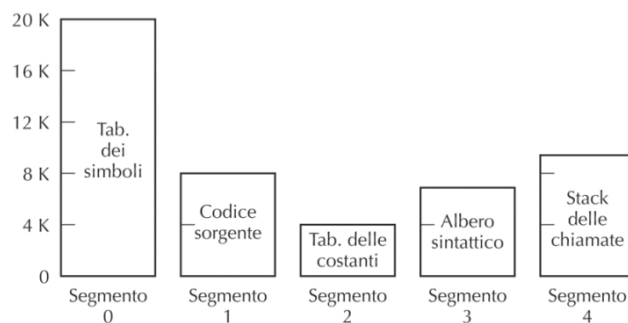 20 K
16 K
12 K
8 K
4 K
0
Tab.
dei
simboli
Codice
sorgente
Tab. delle
costanti
Albero
sintattico
Stack
delle
chiamate
Segmento
0
Segmento
1
Segmento
2
Segmento
3
Segmento
4